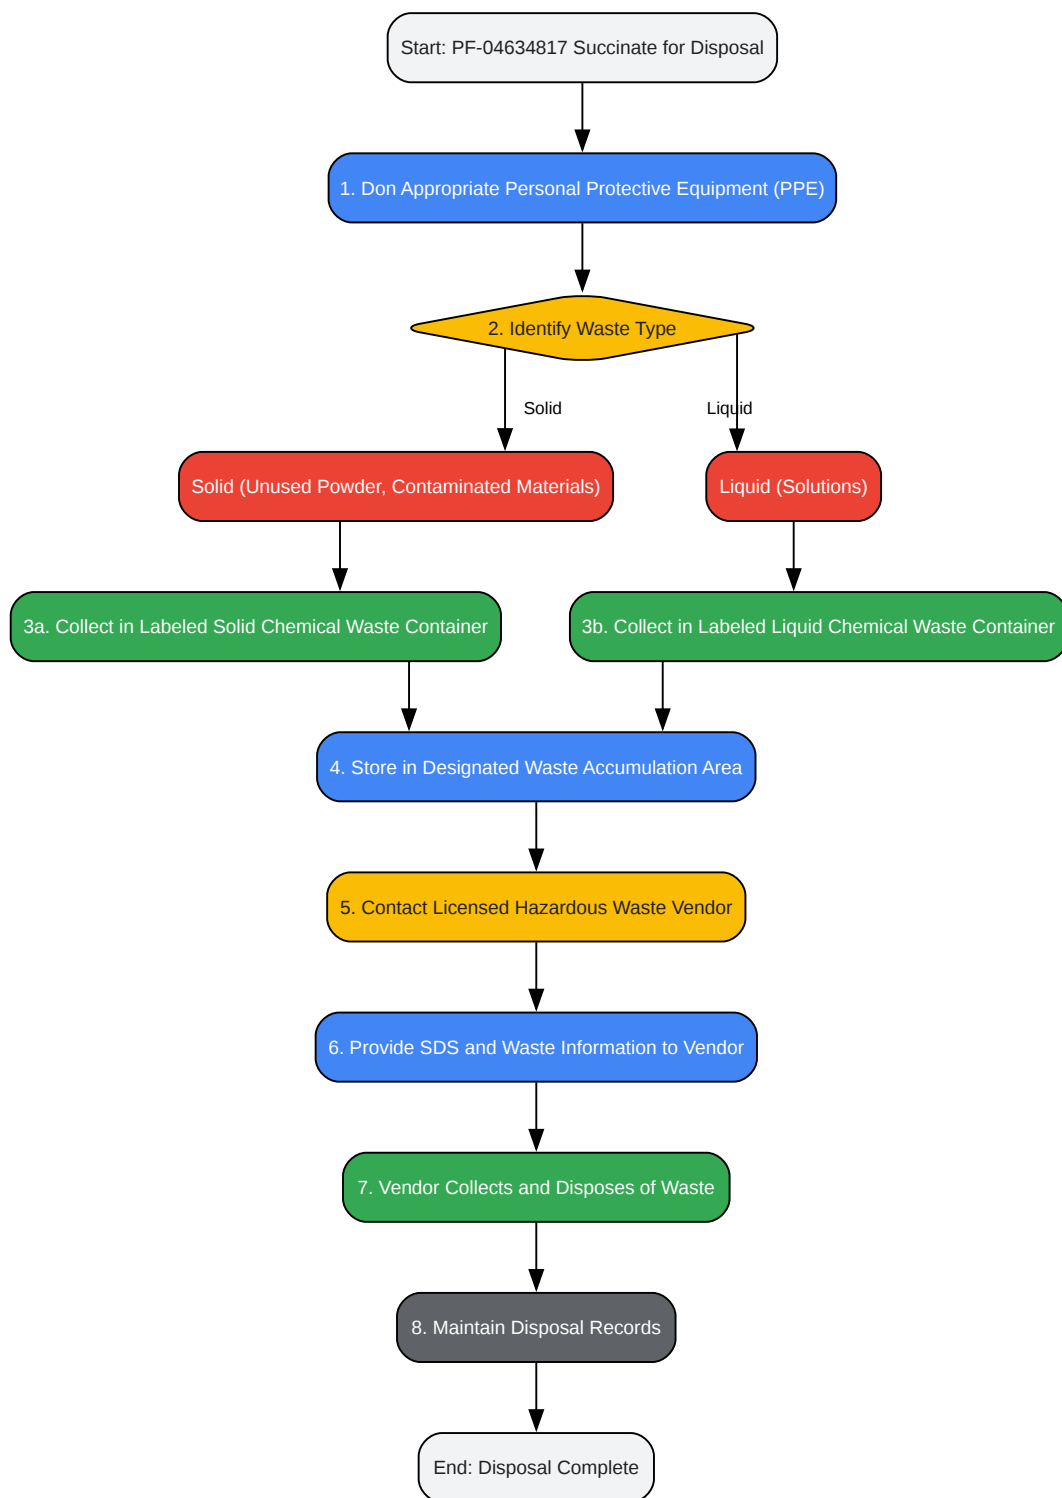 Start: PF-04634817 Succinate for Disposal
1. Don Appropriate Personal Protective Equipment (PPE)
2. Identify Waste Type
Solid
Liquid
Solid (Unused Powder, Contaminated Materials)
Liquid (Solutions)
3a. Collect in Labeled Solid Chemical Waste Container
3b. Collect in Labeled Liquid Chemical Waste Container
4. Store in Designated Waste Accumulation Area
5. Contact Licensed Hazardous Waste Vendor
6. Provide SDS and Waste Information to Vendor
7. Vendor Collects and Disposes of Waste
8. Maintain Disposal Records
End: Disposal Complete